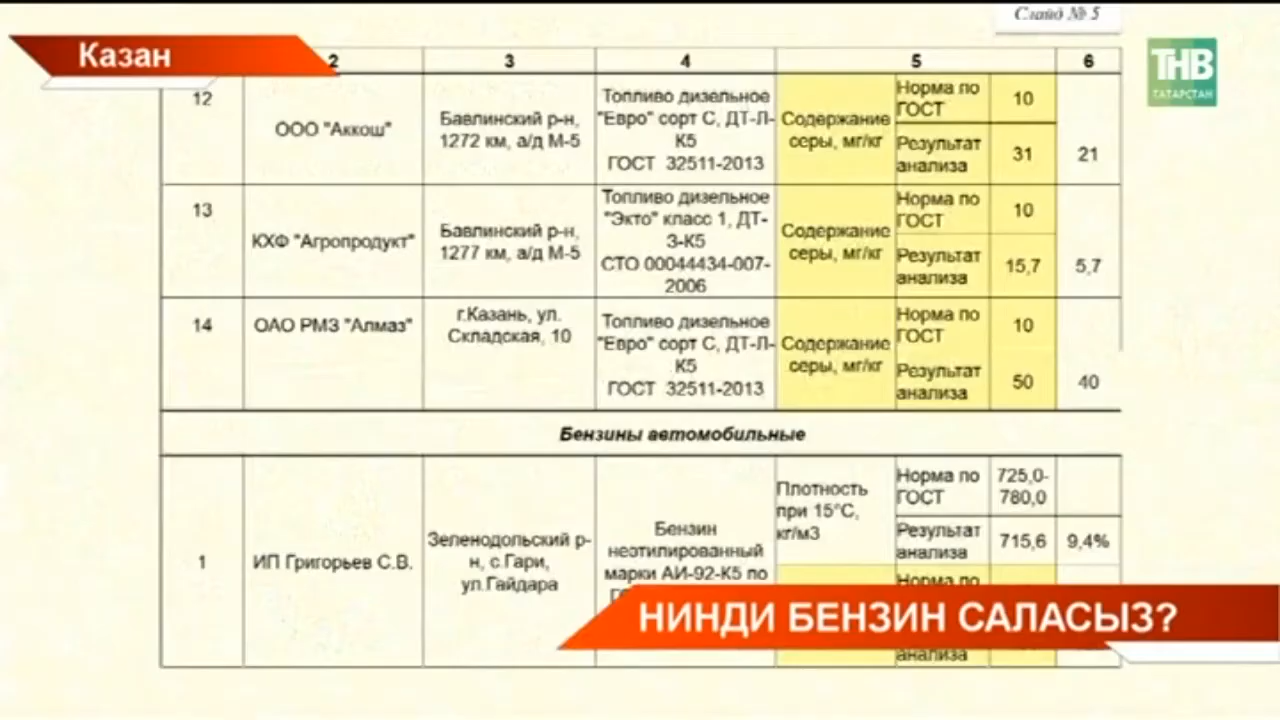 Слайд № 5
Казан
ТНВ
ТАТАРСТАН
2
3
4
5
6
12
ООО "Аккош"
Бавлинский р-н,
1272 км, а/д М-5
Топливо дизельное
"Евро" сорт С, ДТ-Л-
К5
ГОСТ 32511-2013
Содержание
серы, мг/кг
Норма по
ГОСТ
10
Результат
анализа
31
21
13
КХФ "Агропродукт"
Бавлинский р-н,
1277 км, а/д М-5
Топливо дизельное
"Экто" класс 1, ДТ-
З-К5
СТО 00044434-007-
2006
Содержание
серы, мг/кг
Норма по
ГОСТ
10
Результат
анализа
15,7
5,7
14
ОАО РМЗ "Алмаз"
г.Казань, ул.
Складская, 10
Топливо дизельное
"Евро" сорт С, ДТ-Л-
К5
ГОСТ 32511-2013
Содержание
серы, мг/кг
Норма по
ГОСТ
10
Результат
анализа
50
40
Бензины автомобильные
1
ИП Григорьев С.В.
Зеленодольский р-
н, с.Гари,
ул.Гайдара
Бензин
неэтилированный
марки АИ-92-К5 по
Плотность
при 15°С,
кг/м3
Норма по
ГОСТ
725,0-
780,0
Результат
анализа
715,6
9,4%
Норма по
анализа
НИНДИ БЕНЗИН САЛАСЫЗ?